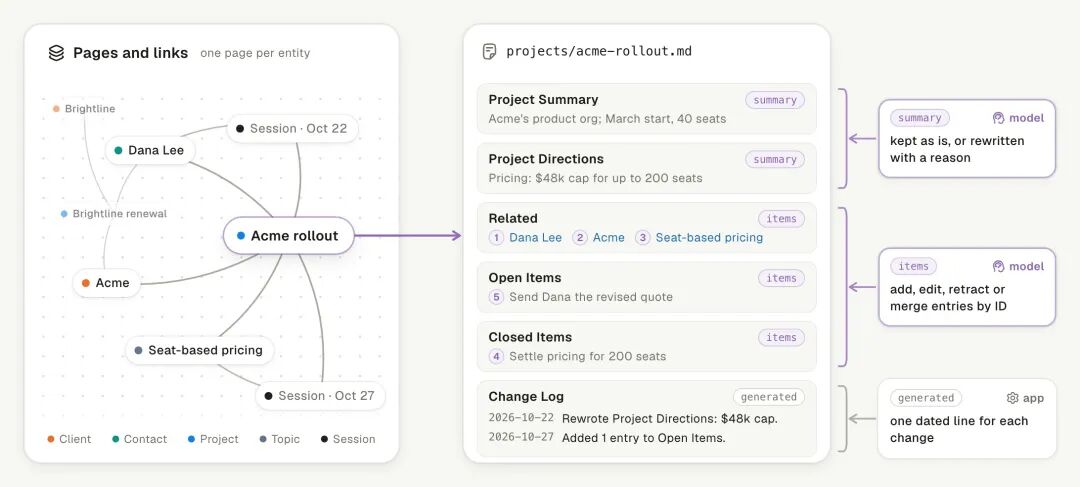 Pages and links one page per entity
Brightline
Session · Oct 22
Dana Lee
Brightline renewal
Acme rollout
Acme
Seat-based pricing
Session · Oct 27
Client Contact Project Topic Session
projects/acme-rollout.md
Project Summary summary
Acme's product org; March start, 40 seats
Project Directions summary
Pricing: $48k cap for up to 200 seats
Related items
1 Dana Lee 2 Acme 3 Seat-based pricing
Open Items items
5 Send Dana the revised quote
Closed Items items
4 Settle pricing for 200 seats
Change Log generated
2026-10-22 Rewrote Project Directions: $48k cap.
2026-10-27 Added 1 entry to Open Items.
summary model
kept as is, or rewritten
with a reason
items model
add, edit, retract or
merge entries by ID
generated app
one dated line for each
change